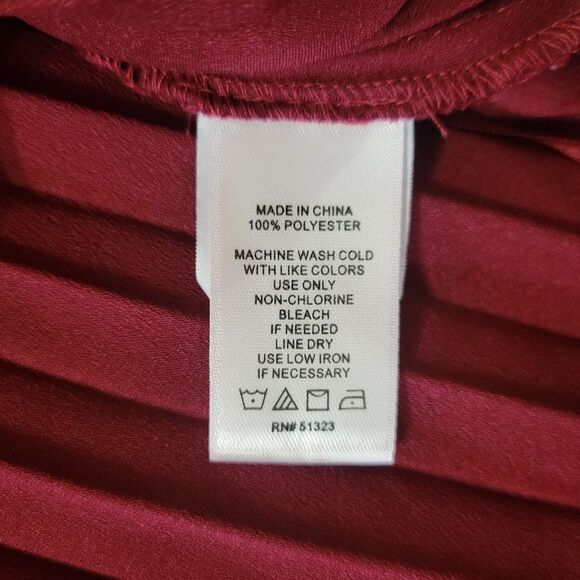 MADE IN CHINA
100% POLYESTER
MACHINE WASH COLD
WITH LIKE COLORS
USE ONLY
NON-CHLORINE
BLEACH
IF NEEDED
LINE DRY
USE LOW IRON
IF NECESSARY
RN# 51323